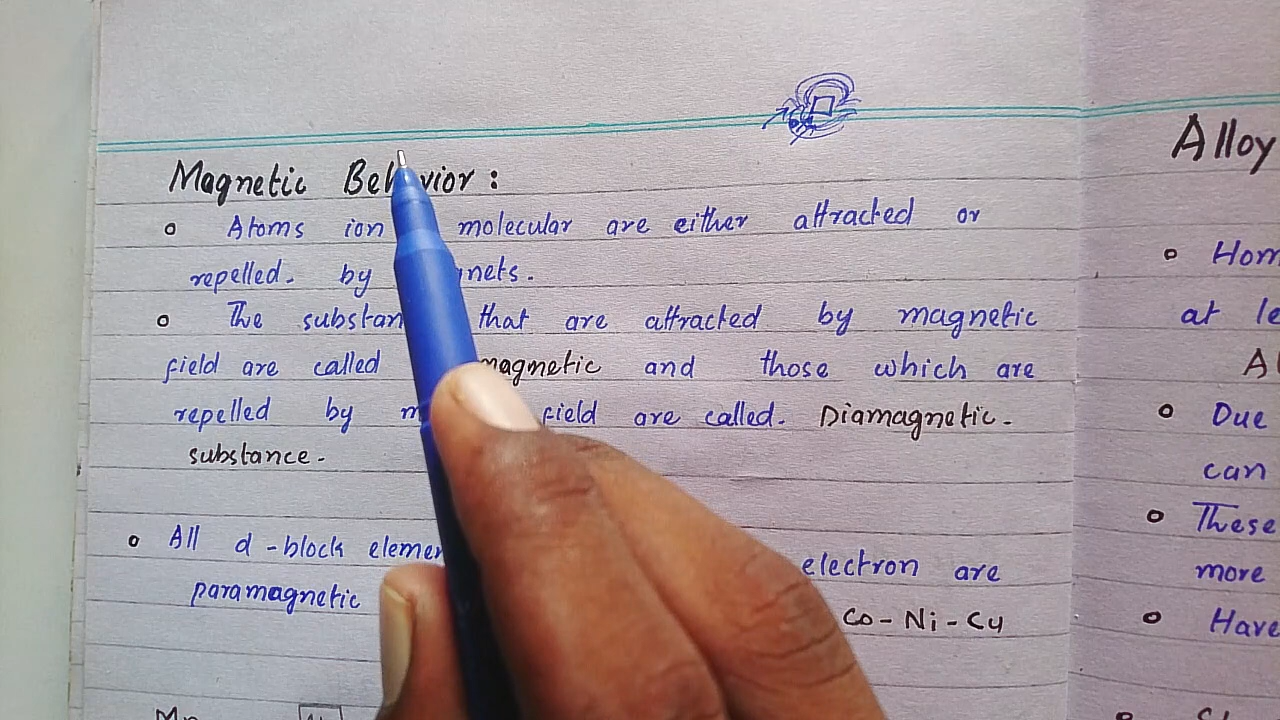 Magnetic Behavior :
Atoms ion molecular are either attracted or
repelled. by
The that are attracted by magnetic
field are called and those which are
repelled by field are called. Diamagnetic.
substance.
All d-block electron are
paramagnetic Co - Ni - Cu
Alloy
at
Due
can
These
more
Have